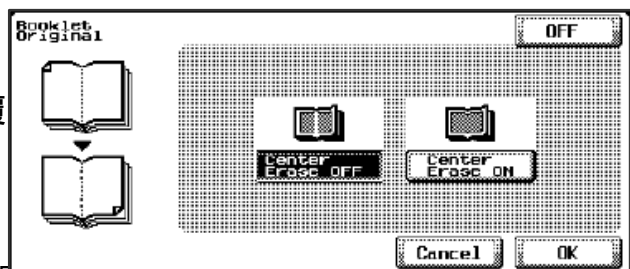 Booklet
Original
OFF
Center
Erase OFF
Center
Erase ON
Cancel
OK